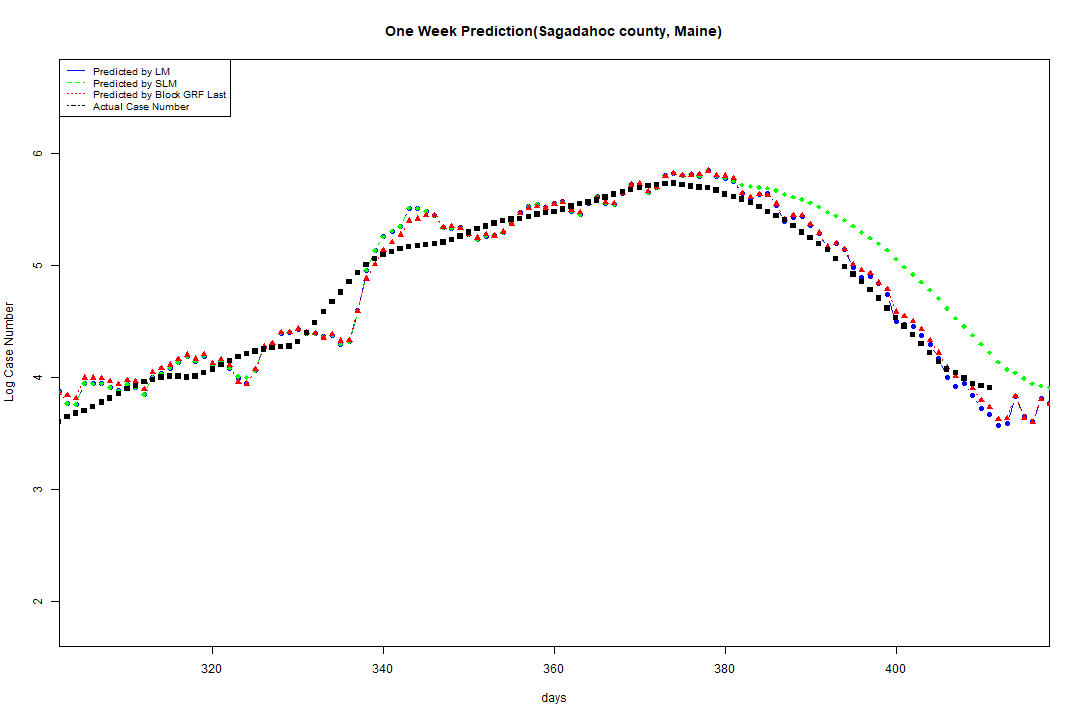 One Week Prediction(Sagadahoc county, Maine)
Predicted by LM
Predicted by SLM
Predicted by Block GRF Last
Actual Case Number
6
5
4
3
2
Log Case Number
320 340 360 380 400
days